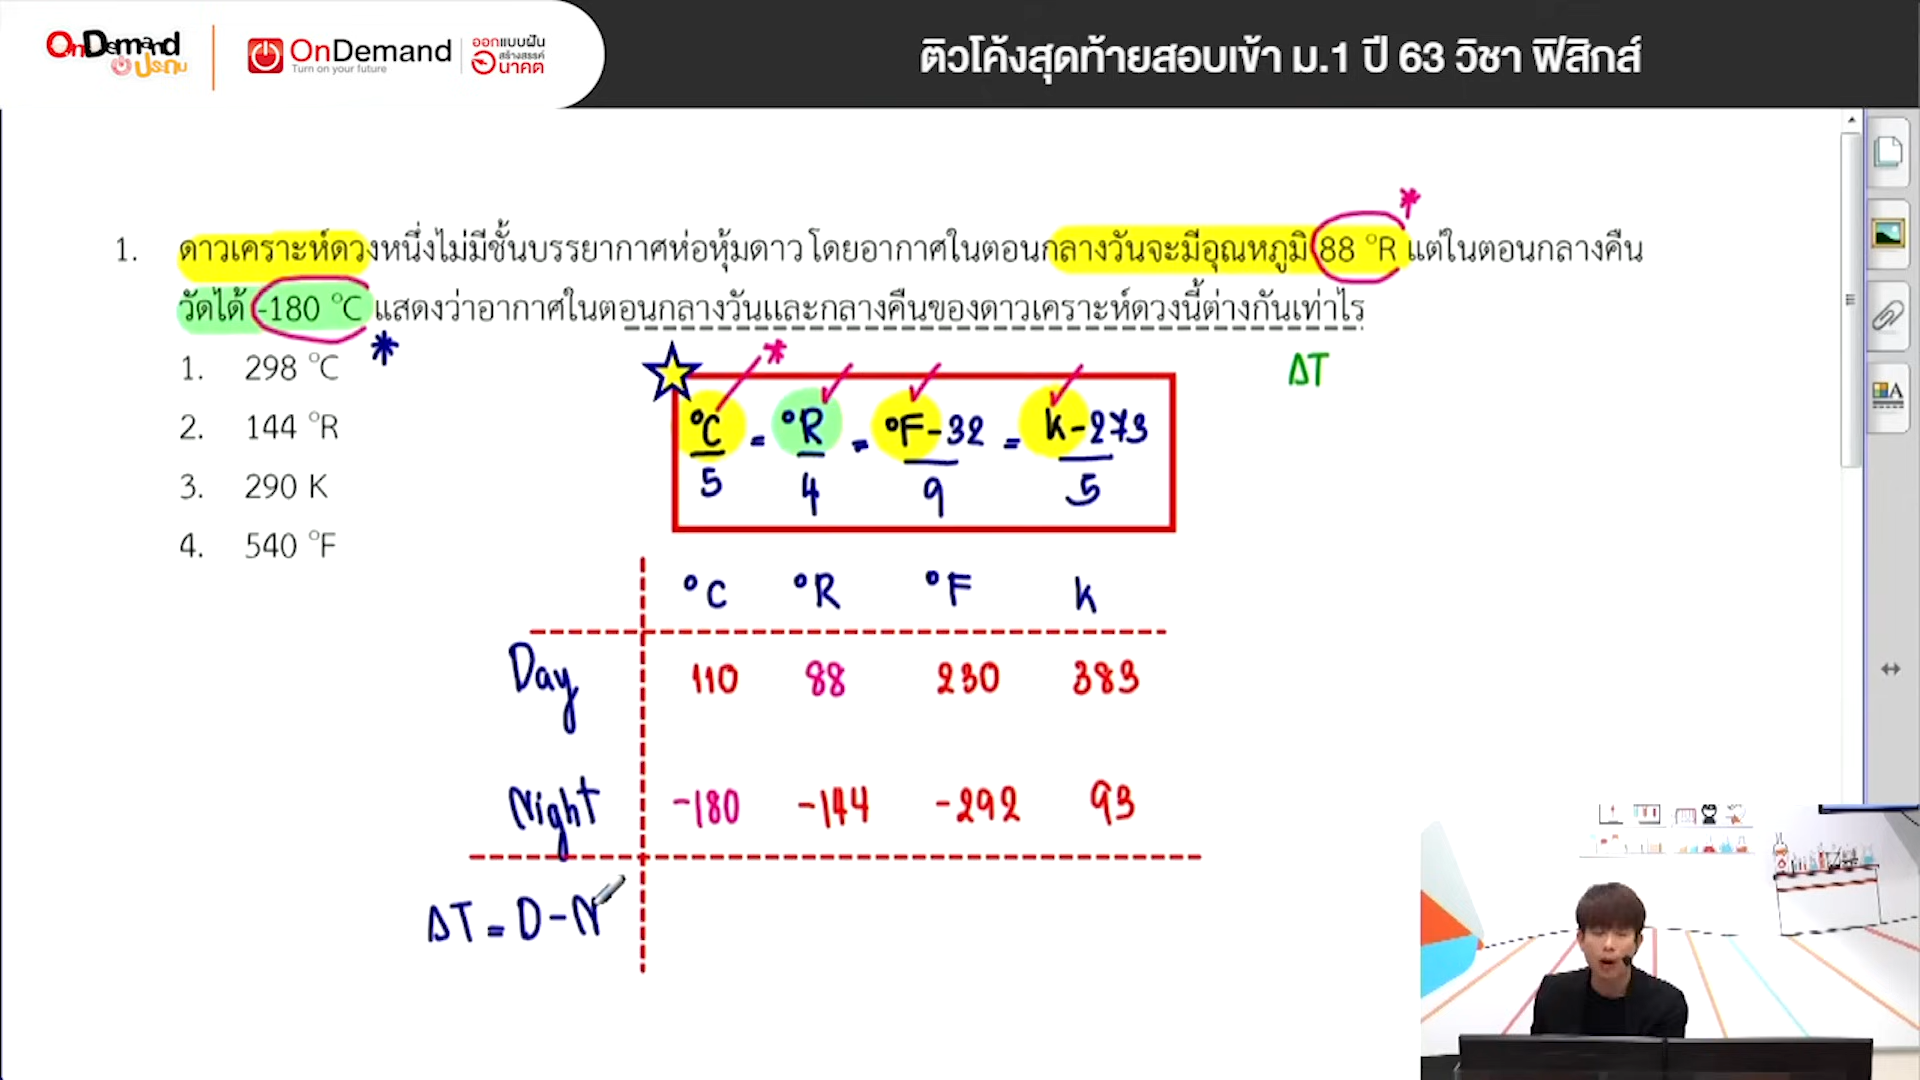 OnDemand
ประถม
OnDemand
Turn on your future
ออกแบบฝัน
สร้างสรรค์
อนาคต
ติวโค้งสุดท้ายสอบเข้า ม.1 ปี 63 วิชา ฟิสิกส์
1. ดาวเคราะห์ดวงหนึ่งไม่มีชั้นบรรยากาศห่อหุ้มดาว โดยอากาศในตอนกลางวันจะมีอุณหภูมิ 88 °R แต่ในตอนกลางคืน
วัดได้ -180 °C แสดงว่าอากาศในตอนกลางวันและกลางคืนของดาวเคราะห์ดวงนี้ต่างกันเท่าไร
1. 298 °C
2. 144 °R
3. 290 K
4. 540 °F
ΔT
°C = °R = °F-32 = K-273
5 4 9 5
°C °R °F K
Day 110 88 230 383
Night -180 -144 -292 93
ΔT = D-N